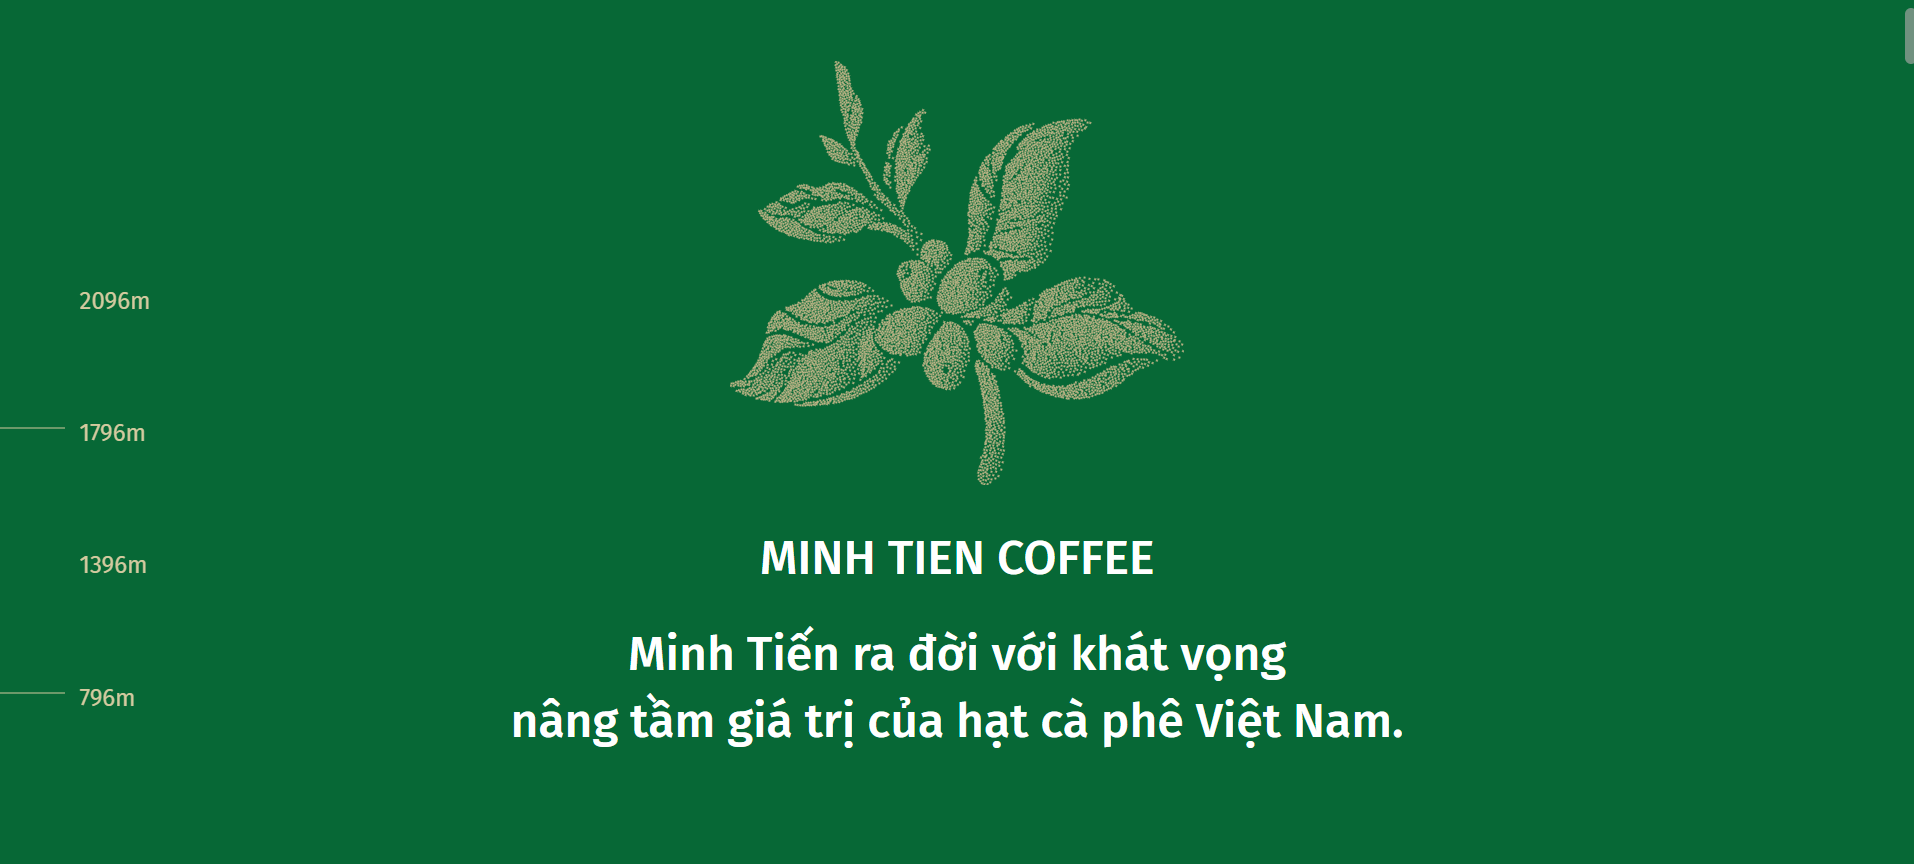 2096m
1796m
1396m
796m
MINH TIEN COFFEE
Minh Tiến ra đời với khát vọng
nâng tầm giá trị của hạt cà phê Việt Nam.